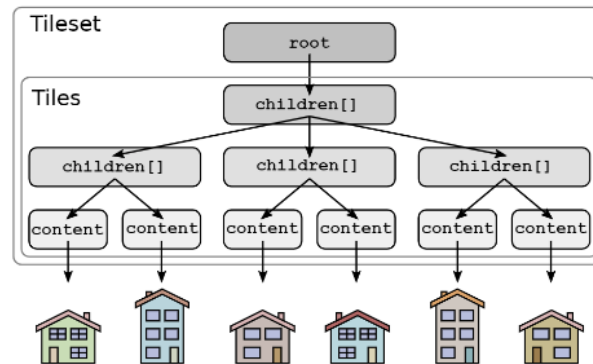 Tileset
root
Tiles
children[]
children[] children[] children[]
content content content content content content